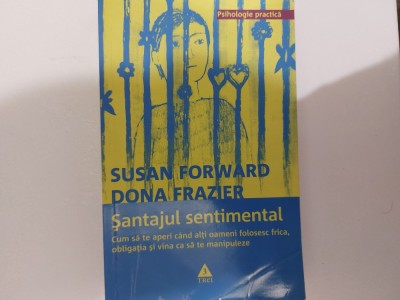 Psihologie practică
SUSAN FORWARD
DONA FRAZIER
Șantajul sentimental
Cum să te aperi când alți oameni folosesc frica,
obligația și vina ca să te manipuleze
TREI